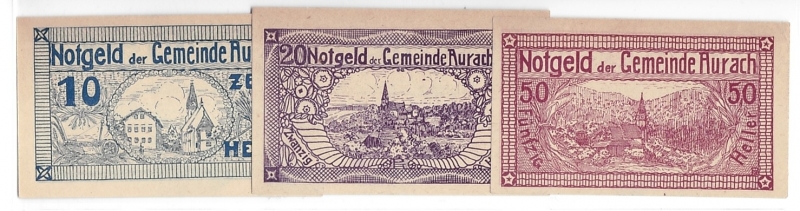 Notgeld der Gemeinde Aurach
10 ZE
HE
20 Notgeld der Gemeinde Aurach
Zwanzig
Notgeld der Gemeinde Aurach
50 50
Fünfzig Heller